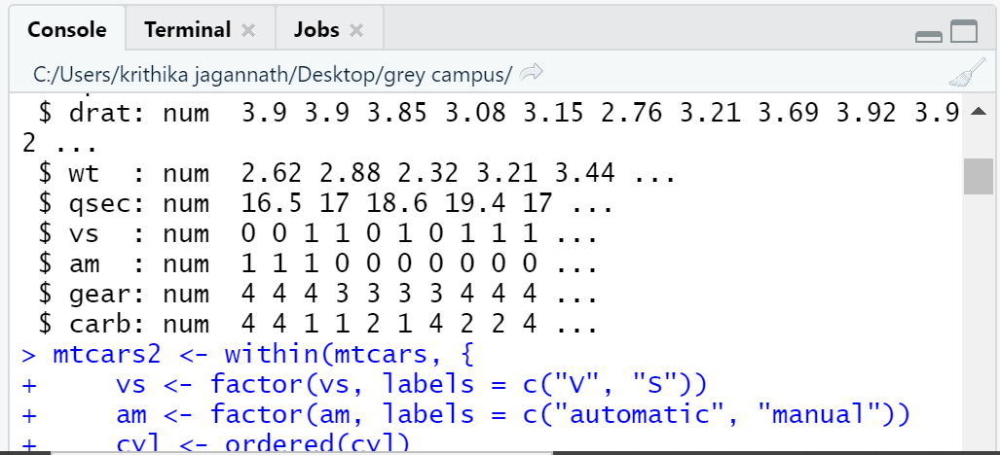 Console Terminal Jobs
C:/Users/krithika jagannath/Desktop/grey campus/
$ drat: num  3.9 3.9 3.85 3.08 3.15 2.76 3.21 3.69 3.92 3.9
2 ...
$ wt  : num  2.62 2.88 2.32 3.21 3.44 ...
$ qsec: num  16.5 17 18.6 19.4 17 ...
$ vs  : num  0 0 1 1 0 1 0 1 1 1 ...
$ am  : num  1 1 1 0 0 0 0 0 0 0 ...
$ gear: num  4 4 4 3 3 3 3 4 4 4 ...
$ carb: num  4 4 1 1 2 1 4 2 2 4 ...
> mtcars2 <- within(mtcars, {
+     vs <- factor(vs, labels = c("V", "S"))
+     am <- factor(am, labels = c("automatic", "manual"))
+     cyl <- ordered(cyl)